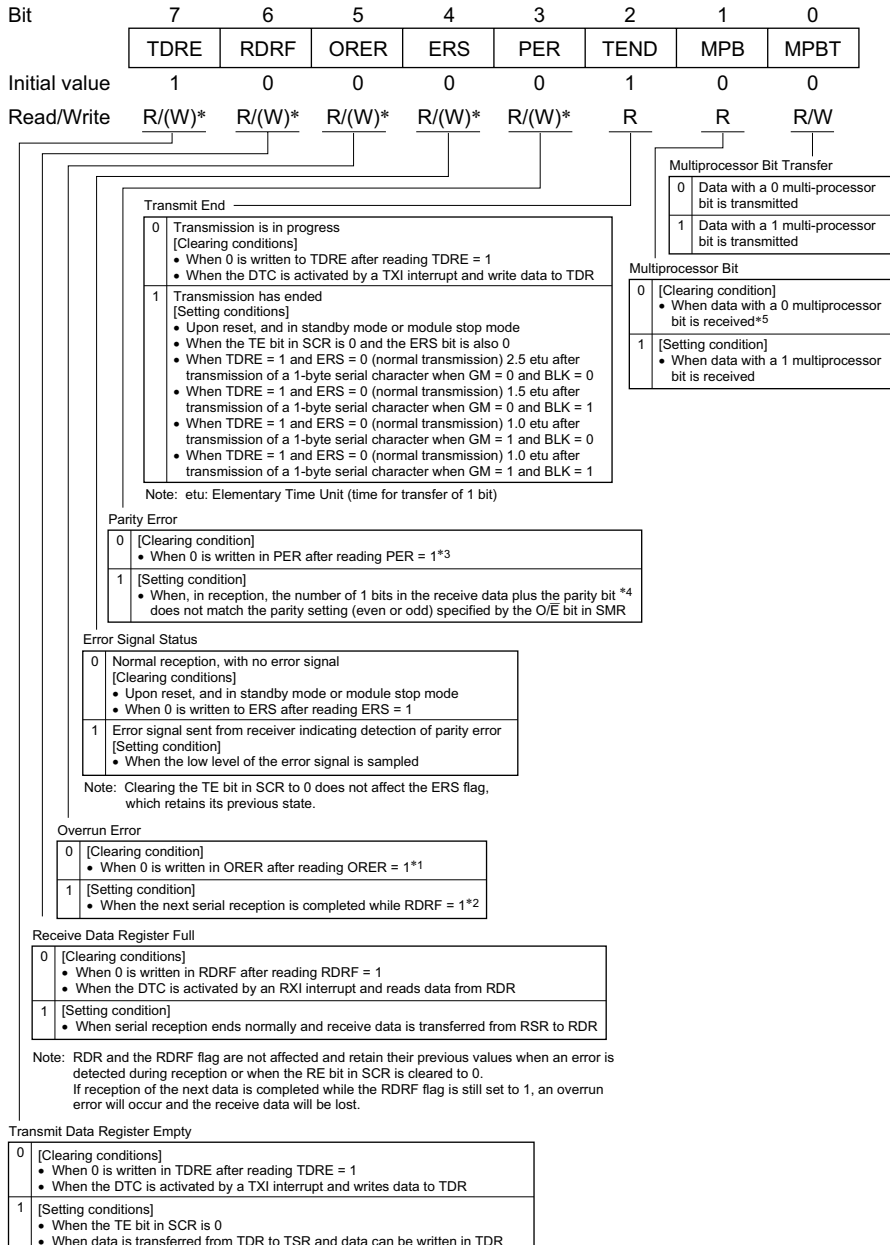 Bit 7 6 5 4 3 2 1 0
TDRE RDRF ORER ERS PER TEND MPB MPBT
Initial value 1 0 0 0 0 1 0 0
Read/Write R/(W)* R/(W)* R/(W)* R/(W)* R/(W)* R R R/W
Multiprocessor Bit Transfer
0 Data with a 0 multi-processor
bit is transmitted
1 Data with a 1 multi-processor
bit is transmitted
Transmit End
0 Transmission is in progress
[Clearing conditions]
• When 0 is written to TDRE after reading TDRE = 1
• When the DTC is activated by a TXI interrupt and write data to TDR
1 Transmission has ended
[Setting conditions]
• Upon reset, and in standby mode or module stop mode
• When the TE bit in SCR is 0 and the ERS bit is also 0
• When TDRE = 1 and ERS = 0 (normal transmission) 2.5 etu after
transmission of a 1-byte serial character when GM = 0 and BLK = 0
• When TDRE = 1 and ERS = 0 (normal transmission) 1.5 etu after
transmission of a 1-byte serial character when GM = 0 and BLK = 1
• When TDRE = 1 and ERS = 0 (normal transmission) 1.0 etu after
transmission of a 1-byte serial character when GM = 1 and BLK = 0
• When TDRE = 1 and ERS = 0 (normal transmission) 1.0 etu after
transmission of a 1-byte serial character when GM = 1 and BLK = 1
Note: etu: Elementary Time Unit (time for transfer of 1 bit)
Multiprocessor Bit
0 [Clearing condition]
• When data with a 0 multiprocessor
bit is received*5
1 [Setting condition]
• When data with a 1 multiprocessor
bit is received
Parity Error
0 [Clearing condition]
• When 0 is written in PER after reading PER = 1*3
1 [Setting condition]
• When, in reception, the number of 1 bits in the receive data plus the parity bit *4
does not match the parity setting (even or odd) specified by the O/E̅ bit in SMR
Error Signal Status
0 Normal reception, with no error signal
[Clearing conditions]
• Upon reset, and in standby mode or module stop mode
• When 0 is written to ERS after reading ERS = 1
1 Error signal sent from receiver indicating detection of parity error
[Setting condition]
• When the low level of the error signal is sampled
Note: Clearing the TE bit in SCR to 0 does not affect the ERS flag,
which retains its previous state.
Overrun Error
0 [Clearing condition]
• When 0 is written in ORER after reading ORER = 1*1
1 [Setting condition]
• When the next serial reception is completed while RDRF = 1*2
Receive Data Register Full
0 [Clearing conditions]
• When 0 is written in RDRF after reading RDRF = 1
• When the DTC is activated by an RXI interrupt and reads data from RDR
1 [Setting condition]
• When serial reception ends normally and receive data is transferred from RSR to RDR
Note: RDR and the RDRF flag are not affected and retain their previous values when an error is
detected during reception or when the RE bit in SCR is cleared to 0.
If reception of the next data is completed while the RDRF flag is still set to 1, an overrun
error will occur and the receive data will be lost.
Transmit Data Register Empty
0 [Clearing conditions]
• When 0 is written in TDRE after reading TDRE = 1
• When the DTC is activated by a TXI interrupt and writes data to TDR
1 [Setting conditions]
• When the TE bit in SCR is 0
• When data is transferred from TDR to TSR and data can be written in TDR